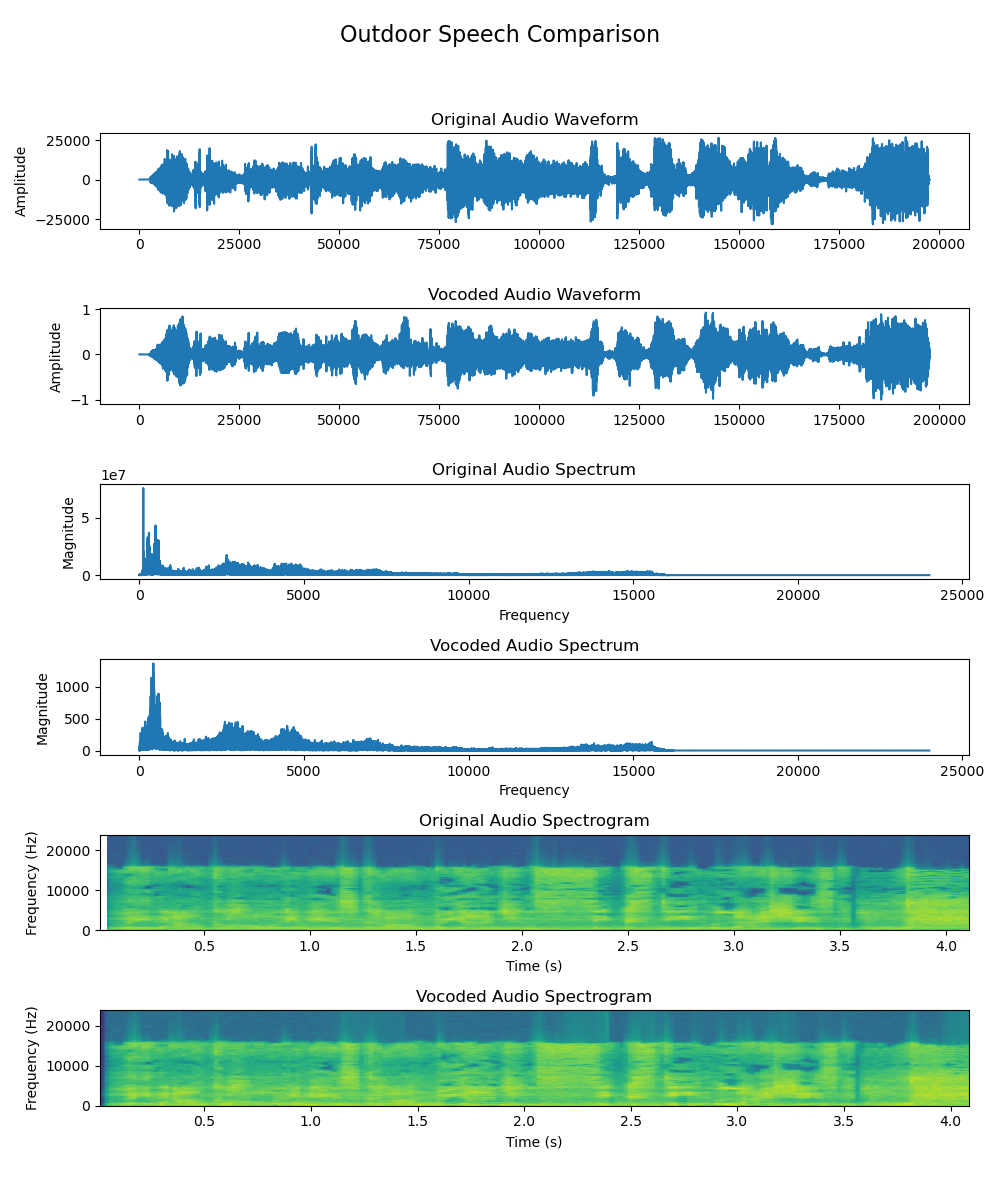 Outdoor Speech Comparison
Original Audio Waveform
Amplitude
25000
0
−25000
0 25000 50000 75000 100000 125000 150000 175000 200000
Vocoded Audio Waveform
Amplitude
1
0
−1
0 25000 50000 75000 100000 125000 150000 175000 200000
Original Audio Spectrum
1e7
Magnitude
5
0
0 5000 10000 15000 20000 25000
Frequency
Vocoded Audio Spectrum
Magnitude
1000
500
0
0 5000 10000 15000 20000 25000
Frequency
Original Audio Spectrogram
Frequency (Hz)
20000
10000
0
0.5 1.0 1.5 2.0 2.5 3.0 3.5 4.0
Time (s)
Vocoded Audio Spectrogram
Frequency (Hz)
20000
10000
0
0.5 1.0 1.5 2.0 2.5 3.0 3.5 4.0
Time (s)